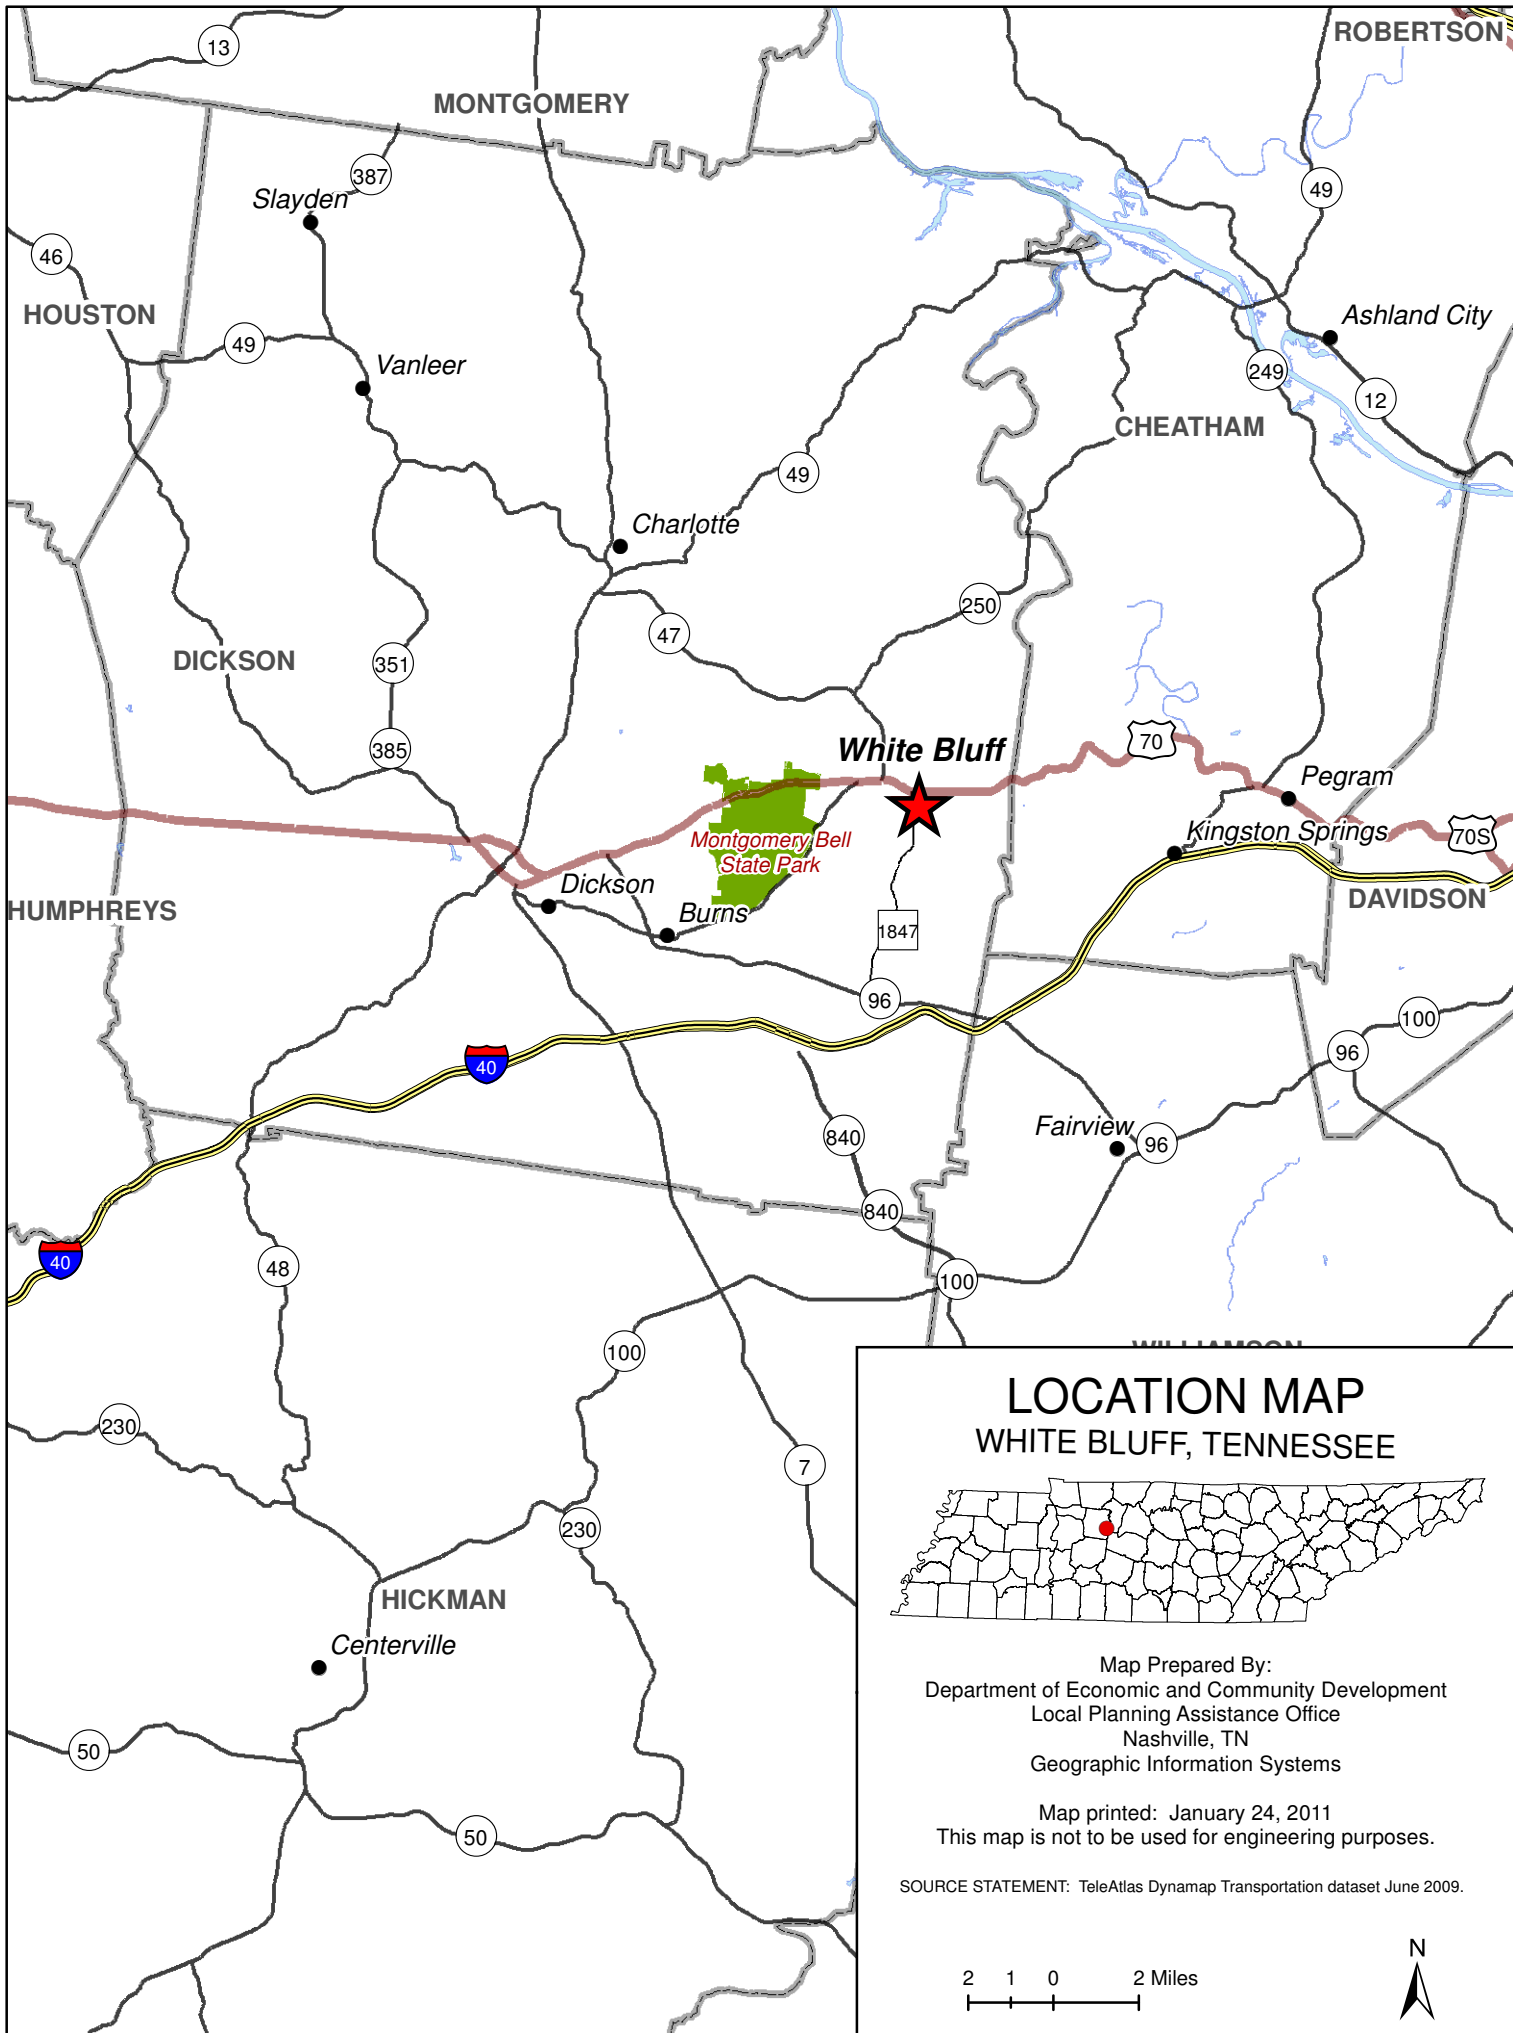 ROBERTSON
13
MONTGOMERY
387
49
Slayden
46
HOUSTON
49
Ashland City
Vanleer
249
12
CHEATHAM
49
Charlotte
250
47
DICKSON
351
385
White Bluff
70
Pegram
Montgomery Bell
State Park
Kingston Springs
70S
Dickson
DAVIDSON
HUMPHREYS
Burns
1847
96
100
96
40
840
Fairview
96
840
40
48
100
100
WILLIAMSON
230
7
230
HICKMAN
Centerville
50
50
LOCATION MAP
WHITE BLUFF, TENNESSEE
Map Prepared By:
Department of Economic and Community Development
Local Planning Assistance Office
Nashville, TN
Geographic Information Systems
Map printed: January 24, 2011
This map is not to be used for engineering purposes.
SOURCE STATEMENT: TeleAtlas Dynamap Transportation dataset June 2009.
N
2 1 0 2 Miles